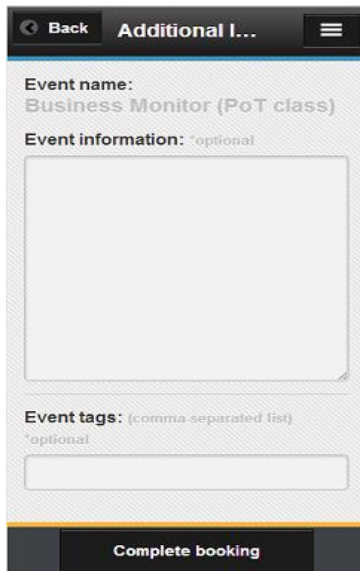 Back
Additional I...
Event name:
Business Monitor (PoT class)
Event information: *optional
Event tags: (comma-separated list)
*optional
Complete booking